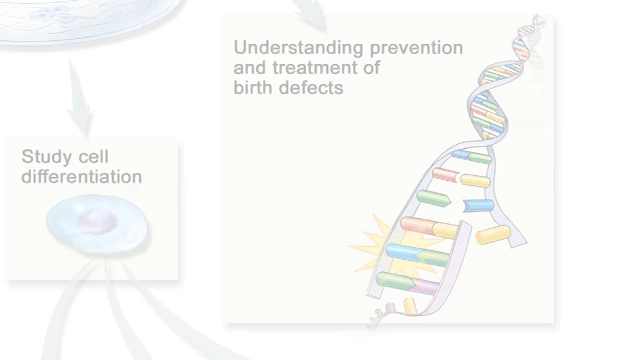 Understanding prevention
and treatment of
birth defects
Study cell
differentiation